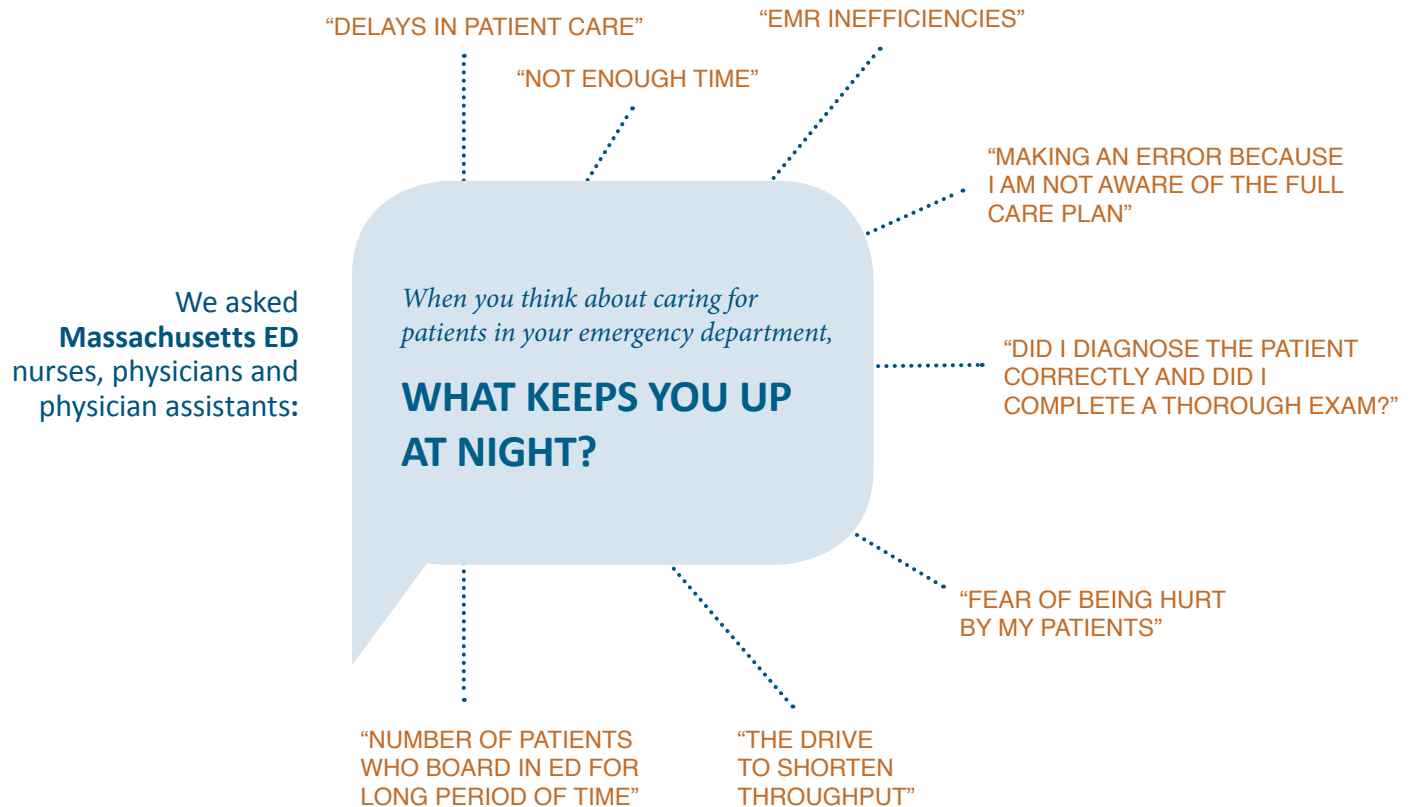 “DELAYS IN PATIENT CARE”
“EMR INEFFICIENCIES”
“NOT ENOUGH TIME”
“MAKING AN ERROR BECAUSE
I AM NOT AWARE OF THE FULL
CARE PLAN”
We asked
Massachusetts ED
nurses, physicians and
physician assistants:
When you think about caring for
patients in your emergency department,
WHAT KEEPS YOU UP
AT NIGHT?
“DID I DIAGNOSE THE PATIENT
CORRECTLY AND DID I
COMPLETE A THOROUGH EXAM?”
“FEAR OF BEING HURT
BY MY PATIENTS”
“NUMBER OF PATIENTS
WHO BOARD IN ED FOR
LONG PERIOD OF TIME”
“THE DRIVE
TO SHORTEN
THROUGHPUT”